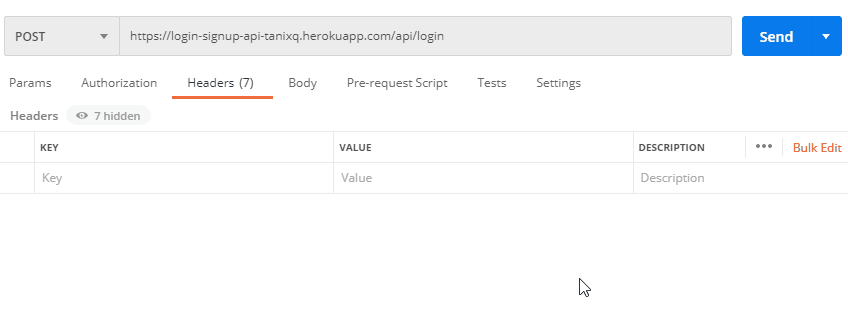 POST https://login-signup-api-tanixq.herokuapp.com/api/login Send
Params Authorization Headers (7) Body Pre-request Script Tests Settings
Headers 7 hidden
KEY VALUE DESCRIPTION ••• Bulk Edit
Key Value Description